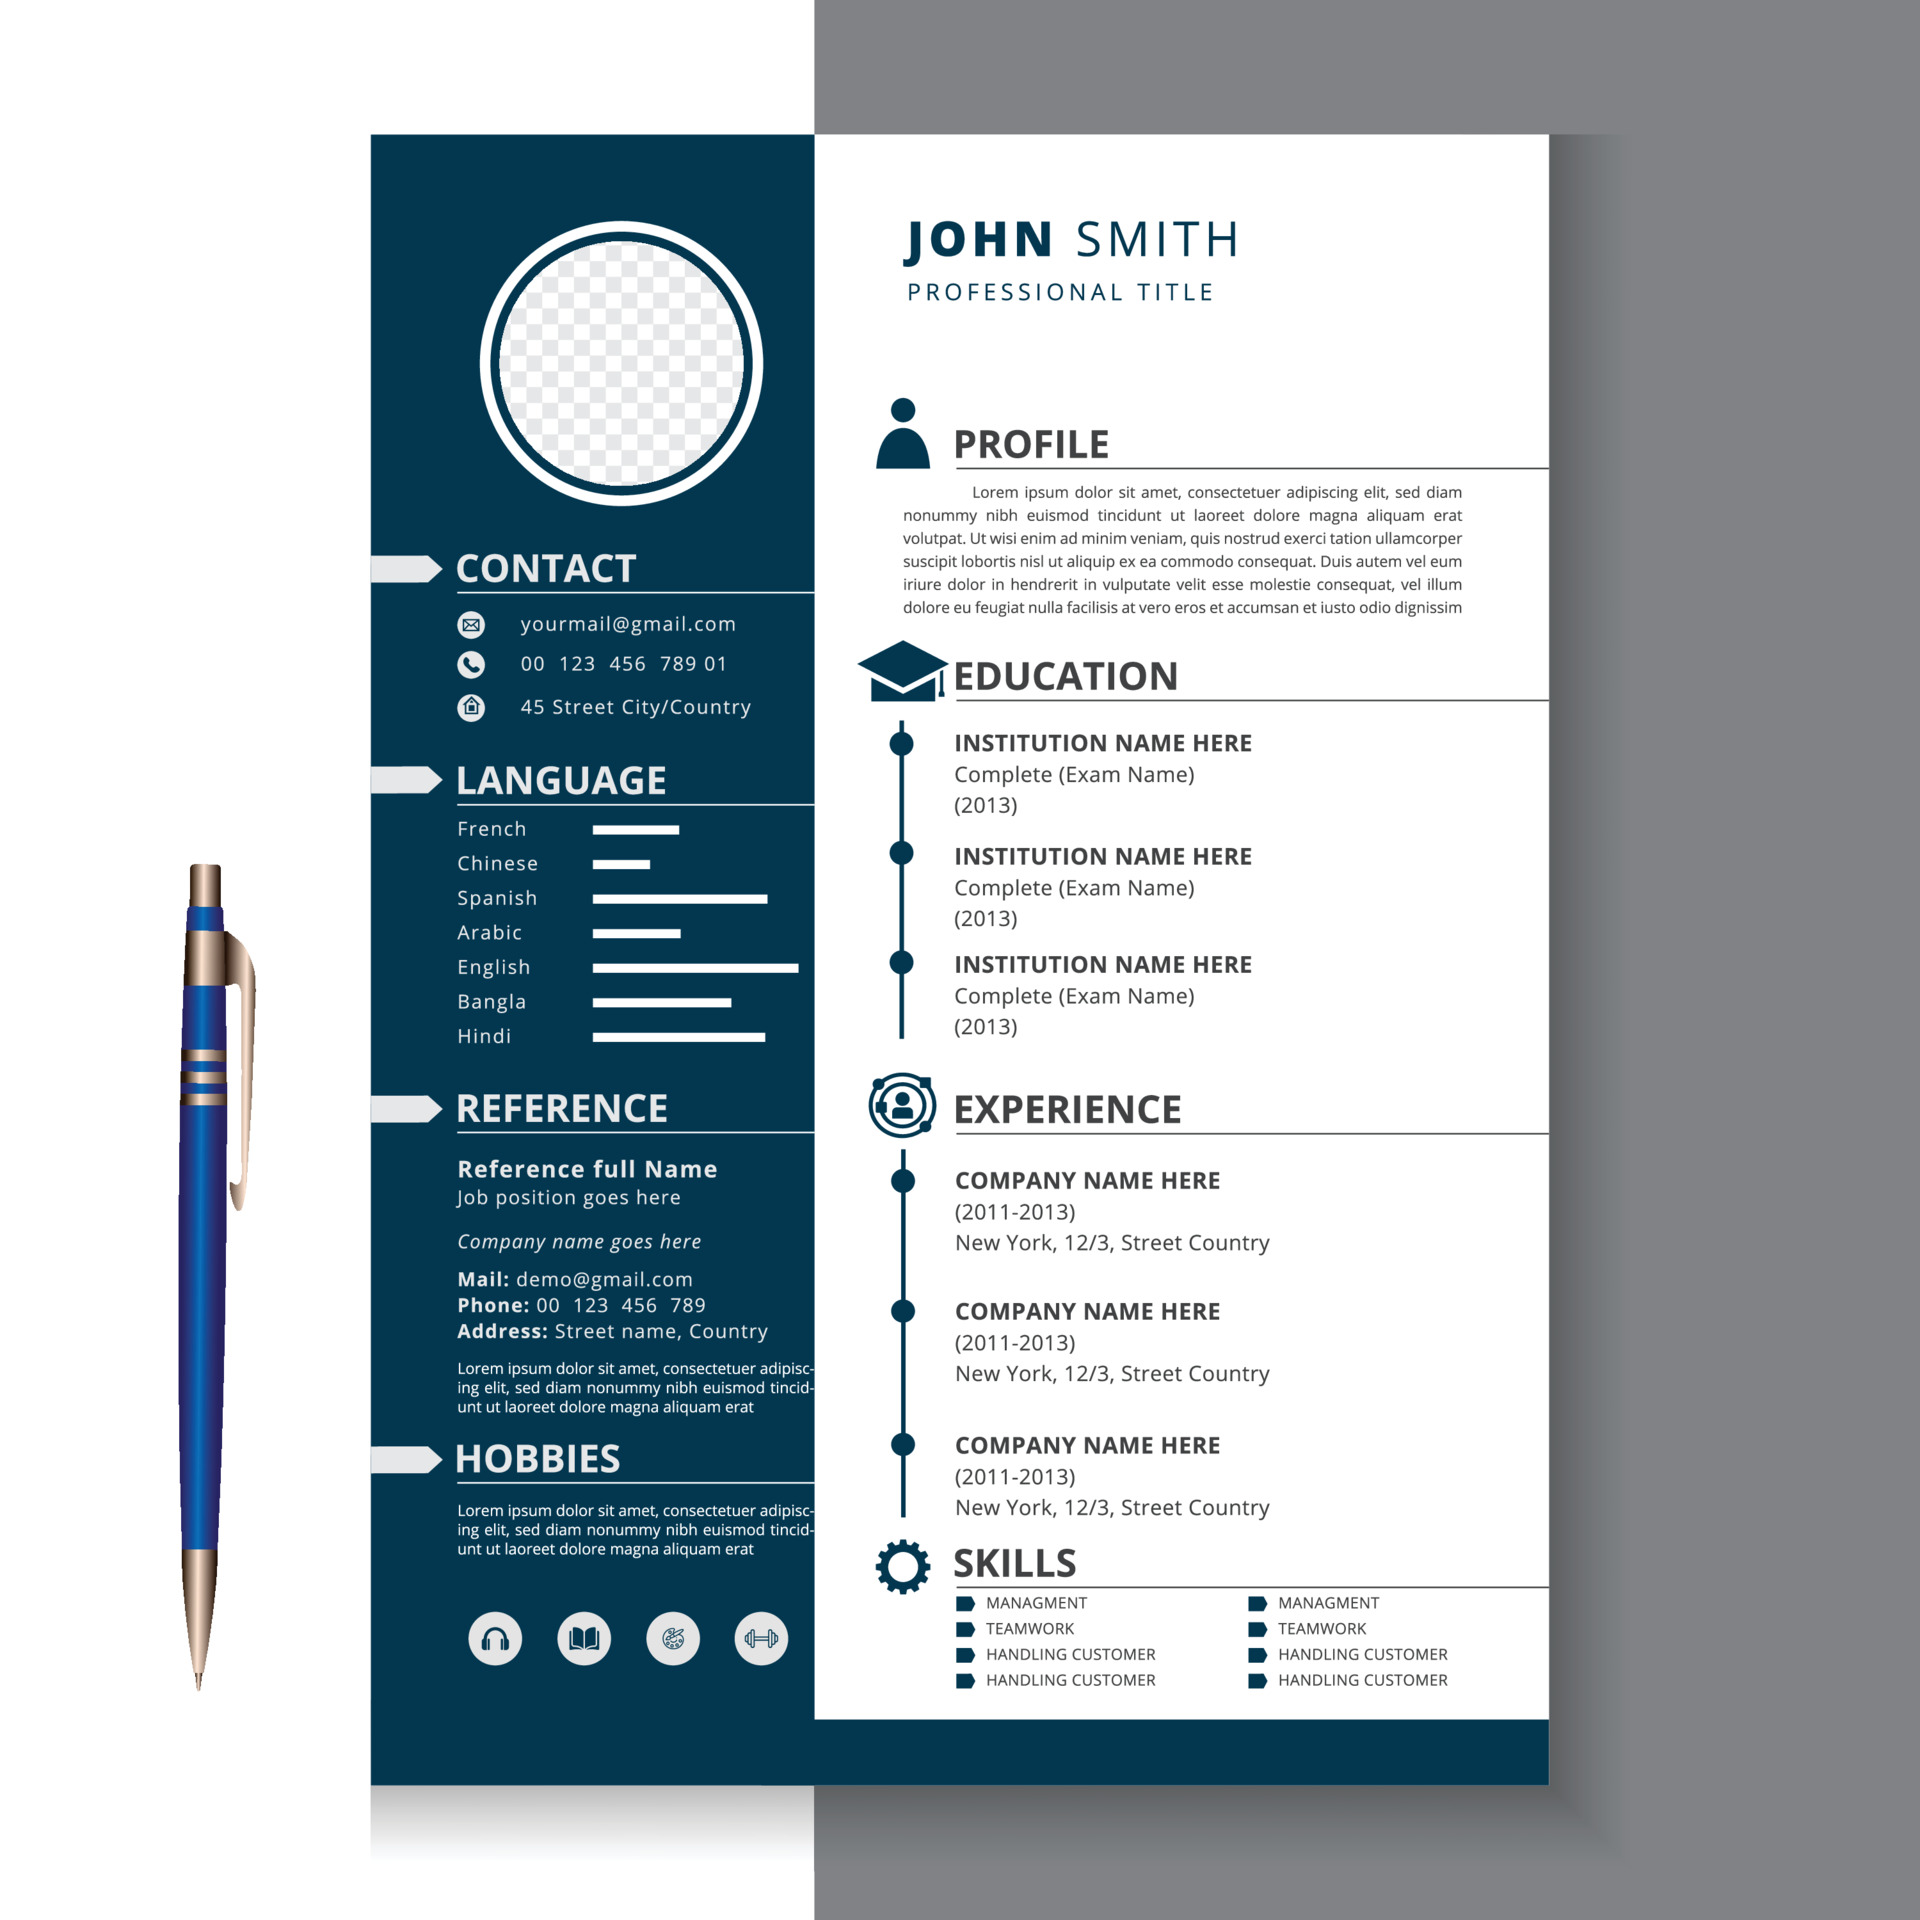 JOHN SMITH
PROFESSIONAL TITLE
CONTACT
yourmail@gmail.com
00 123 456 789 01
45 Street City/Country
LANGUAGE
French
Chinese
Spanish
Arabic
English
Bangla
Hindi
REFERENCE
Reference full Name
Job position goes here
Company name goes here
Mail: demo@gmail.com
Phone: 00 123 456 789
Address: Street name, Country
Lorem ipsum dolor sit amet, consectetuer adipisc-
ing elit, sed diam nonummy nibh euismod tincid-
unt ut laoreet dolore magna aliquam erat
HOBBIES
Lorem ipsum dolor sit amet, consectetuer adipisc-
ing elit, sed diam nonummy nibh euismod tincid-
unt ut laoreet dolore magna aliquam erat
PROFILE
Lorem ipsum dolor sit amet, consectetuer adipiscing elit, sed diam
nonummy nibh euismod tincidunt ut laoreet dolore magna aliquam erat
volutpat. Ut wisi enim ad minim veniam, quis nostrud exerci tation ullamcorper
suscipit lobortis nisl ut aliquip ex ea commodo consequat. Duis autem vel eum
iriure dolor in hendrerit in vulputate velit esse molestie consequat, vel illum
dolore eu feugiat nulla facilisis at vero eros et accumsan et iusto odio dignissim
EDUCATION
INSTITUTION NAME HERE
Complete (Exam Name)
(2013)
INSTITUTION NAME HERE
Complete (Exam Name)
(2013)
INSTITUTION NAME HERE
Complete (Exam Name)
(2013)
EXPERIENCE
COMPANY NAME HERE
(2011-2013)
New York, 12/3, Street Country
COMPANY NAME HERE
(2011-2013)
New York, 12/3, Street Country
COMPANY NAME HERE
(2011-2013)
New York, 12/3, Street Country
SKILLS
MANAGMENT
TEAMWORK
HANDLING CUSTOMER
HANDLING CUSTOMER
MANAGMENT
TEAMWORK
HANDLING CUSTOMER
HANDLING CUSTOMER